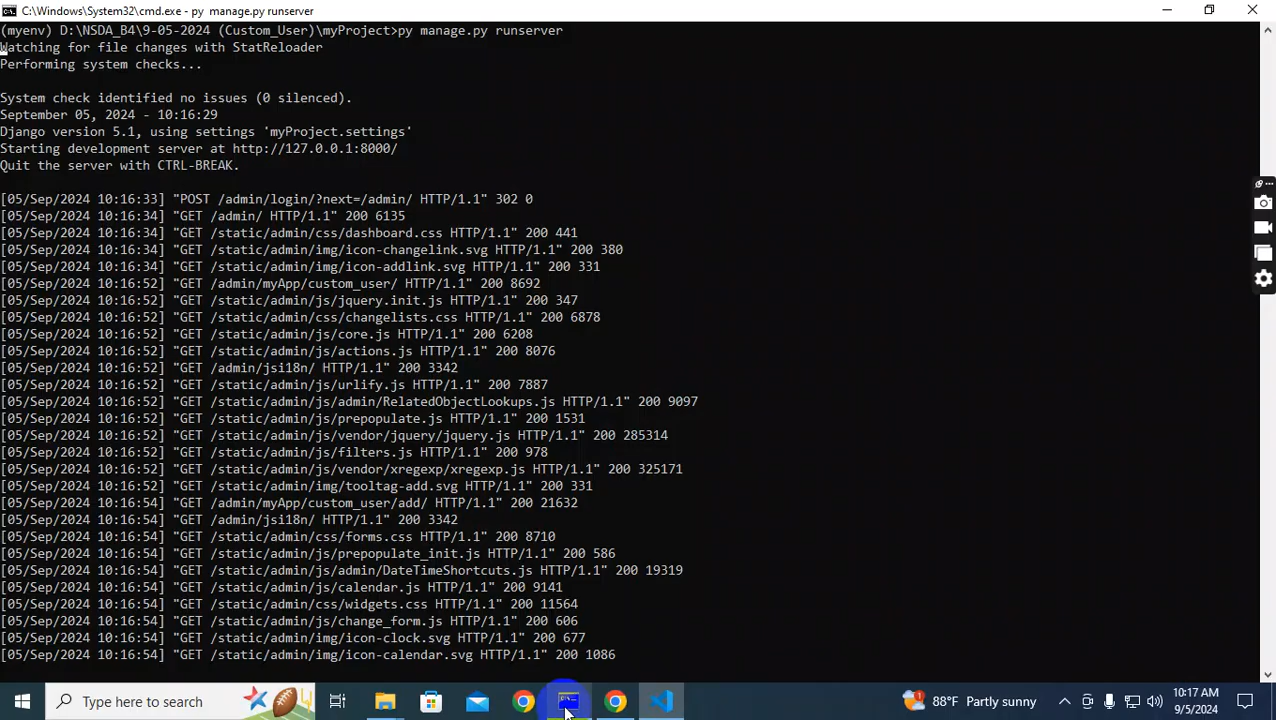 C:\Windows\System32\cmd.exe - py  manage.py runserver
(myenv) D:\NSDA_B4\9-05-2024 (Custom_User)\myProject>py manage.py runserver
Watching for file changes with StatReloader
Performing system checks...
System check identified no issues (0 silenced).
September 05, 2024 - 10:16:29
Django version 5.1, using settings 'myProject.settings'
Starting development server at http://127.0.0.1:8000/
Quit the server with CTRL-BREAK.
[05/Sep/2024 10:16:33] "POST /admin/login/?next=/admin/ HTTP/1.1" 302 0
[05/Sep/2024 10:16:34] "GET /admin/ HTTP/1.1" 200 6135
[05/Sep/2024 10:16:34] "GET /static/admin/css/dashboard.css HTTP/1.1" 200 441
[05/Sep/2024 10:16:34] "GET /static/admin/img/icon-changelink.svg HTTP/1.1" 200 380
[05/Sep/2024 10:16:34] "GET /static/admin/img/icon-addlink.svg HTTP/1.1" 200 331
[05/Sep/2024 10:16:52] "GET /admin/myApp/custom_user/ HTTP/1.1" 200 8692
[05/Sep/2024 10:16:52] "GET /static/admin/js/jquery.init.js HTTP/1.1" 200 347
[05/Sep/2024 10:16:52] "GET /static/admin/css/changelists.css HTTP/1.1" 200 6878
[05/Sep/2024 10:16:52] "GET /static/admin/js/core.js HTTP/1.1" 200 6208
[05/Sep/2024 10:16:52] "GET /static/admin/js/actions.js HTTP/1.1" 200 8076
[05/Sep/2024 10:16:52] "GET /admin/jsi18n/ HTTP/1.1" 200 3342
[05/Sep/2024 10:16:52] "GET /static/admin/js/urlify.js HTTP/1.1" 200 7887
[05/Sep/2024 10:16:52] "GET /static/admin/js/admin/RelatedObjectLookups.js HTTP/1.1" 200 9097
[05/Sep/2024 10:16:52] "GET /static/admin/js/prepopulate.js HTTP/1.1" 200 1531
[05/Sep/2024 10:16:52] "GET /static/admin/js/vendor/jquery/jquery.js HTTP/1.1" 200 285314
[05/Sep/2024 10:16:52] "GET /static/admin/js/filters.js HTTP/1.1" 200 978
[05/Sep/2024 10:16:52] "GET /static/admin/js/vendor/xregexp/xregexp.js HTTP/1.1" 200 325171
[05/Sep/2024 10:16:52] "GET /static/admin/img/tooltag-add.svg HTTP/1.1" 200 331
[05/Sep/2024 10:16:54] "GET /admin/myApp/custom_user/add/ HTTP/1.1" 200 21632
[05/Sep/2024 10:16:54] "GET /admin/jsi18n/ HTTP/1.1" 200 3342
[05/Sep/2024 10:16:54] "GET /static/admin/css/forms.css HTTP/1.1" 200 8710
[05/Sep/2024 10:16:54] "GET /static/admin/js/prepopulate_init.js HTTP/1.1" 200 586
[05/Sep/2024 10:16:54] "GET /static/admin/js/admin/DateTimeShortcuts.js HTTP/1.1" 200 19319
[05/Sep/2024 10:16:54] "GET /static/admin/js/calendar.js HTTP/1.1" 200 9141
[05/Sep/2024 10:16:54] "GET /static/admin/css/widgets.css HTTP/1.1" 200 11564
[05/Sep/2024 10:16:54] "GET /static/admin/js/change_form.js HTTP/1.1" 200 606
[05/Sep/2024 10:16:54] "GET /static/admin/img/icon-clock.svg HTTP/1.1" 200 677
[05/Sep/2024 10:16:54] "GET /static/admin/img/icon-calendar.svg HTTP/1.1" 200 1086
Type here to search
88°F Partly sunny
10:17 AM
9/5/2024